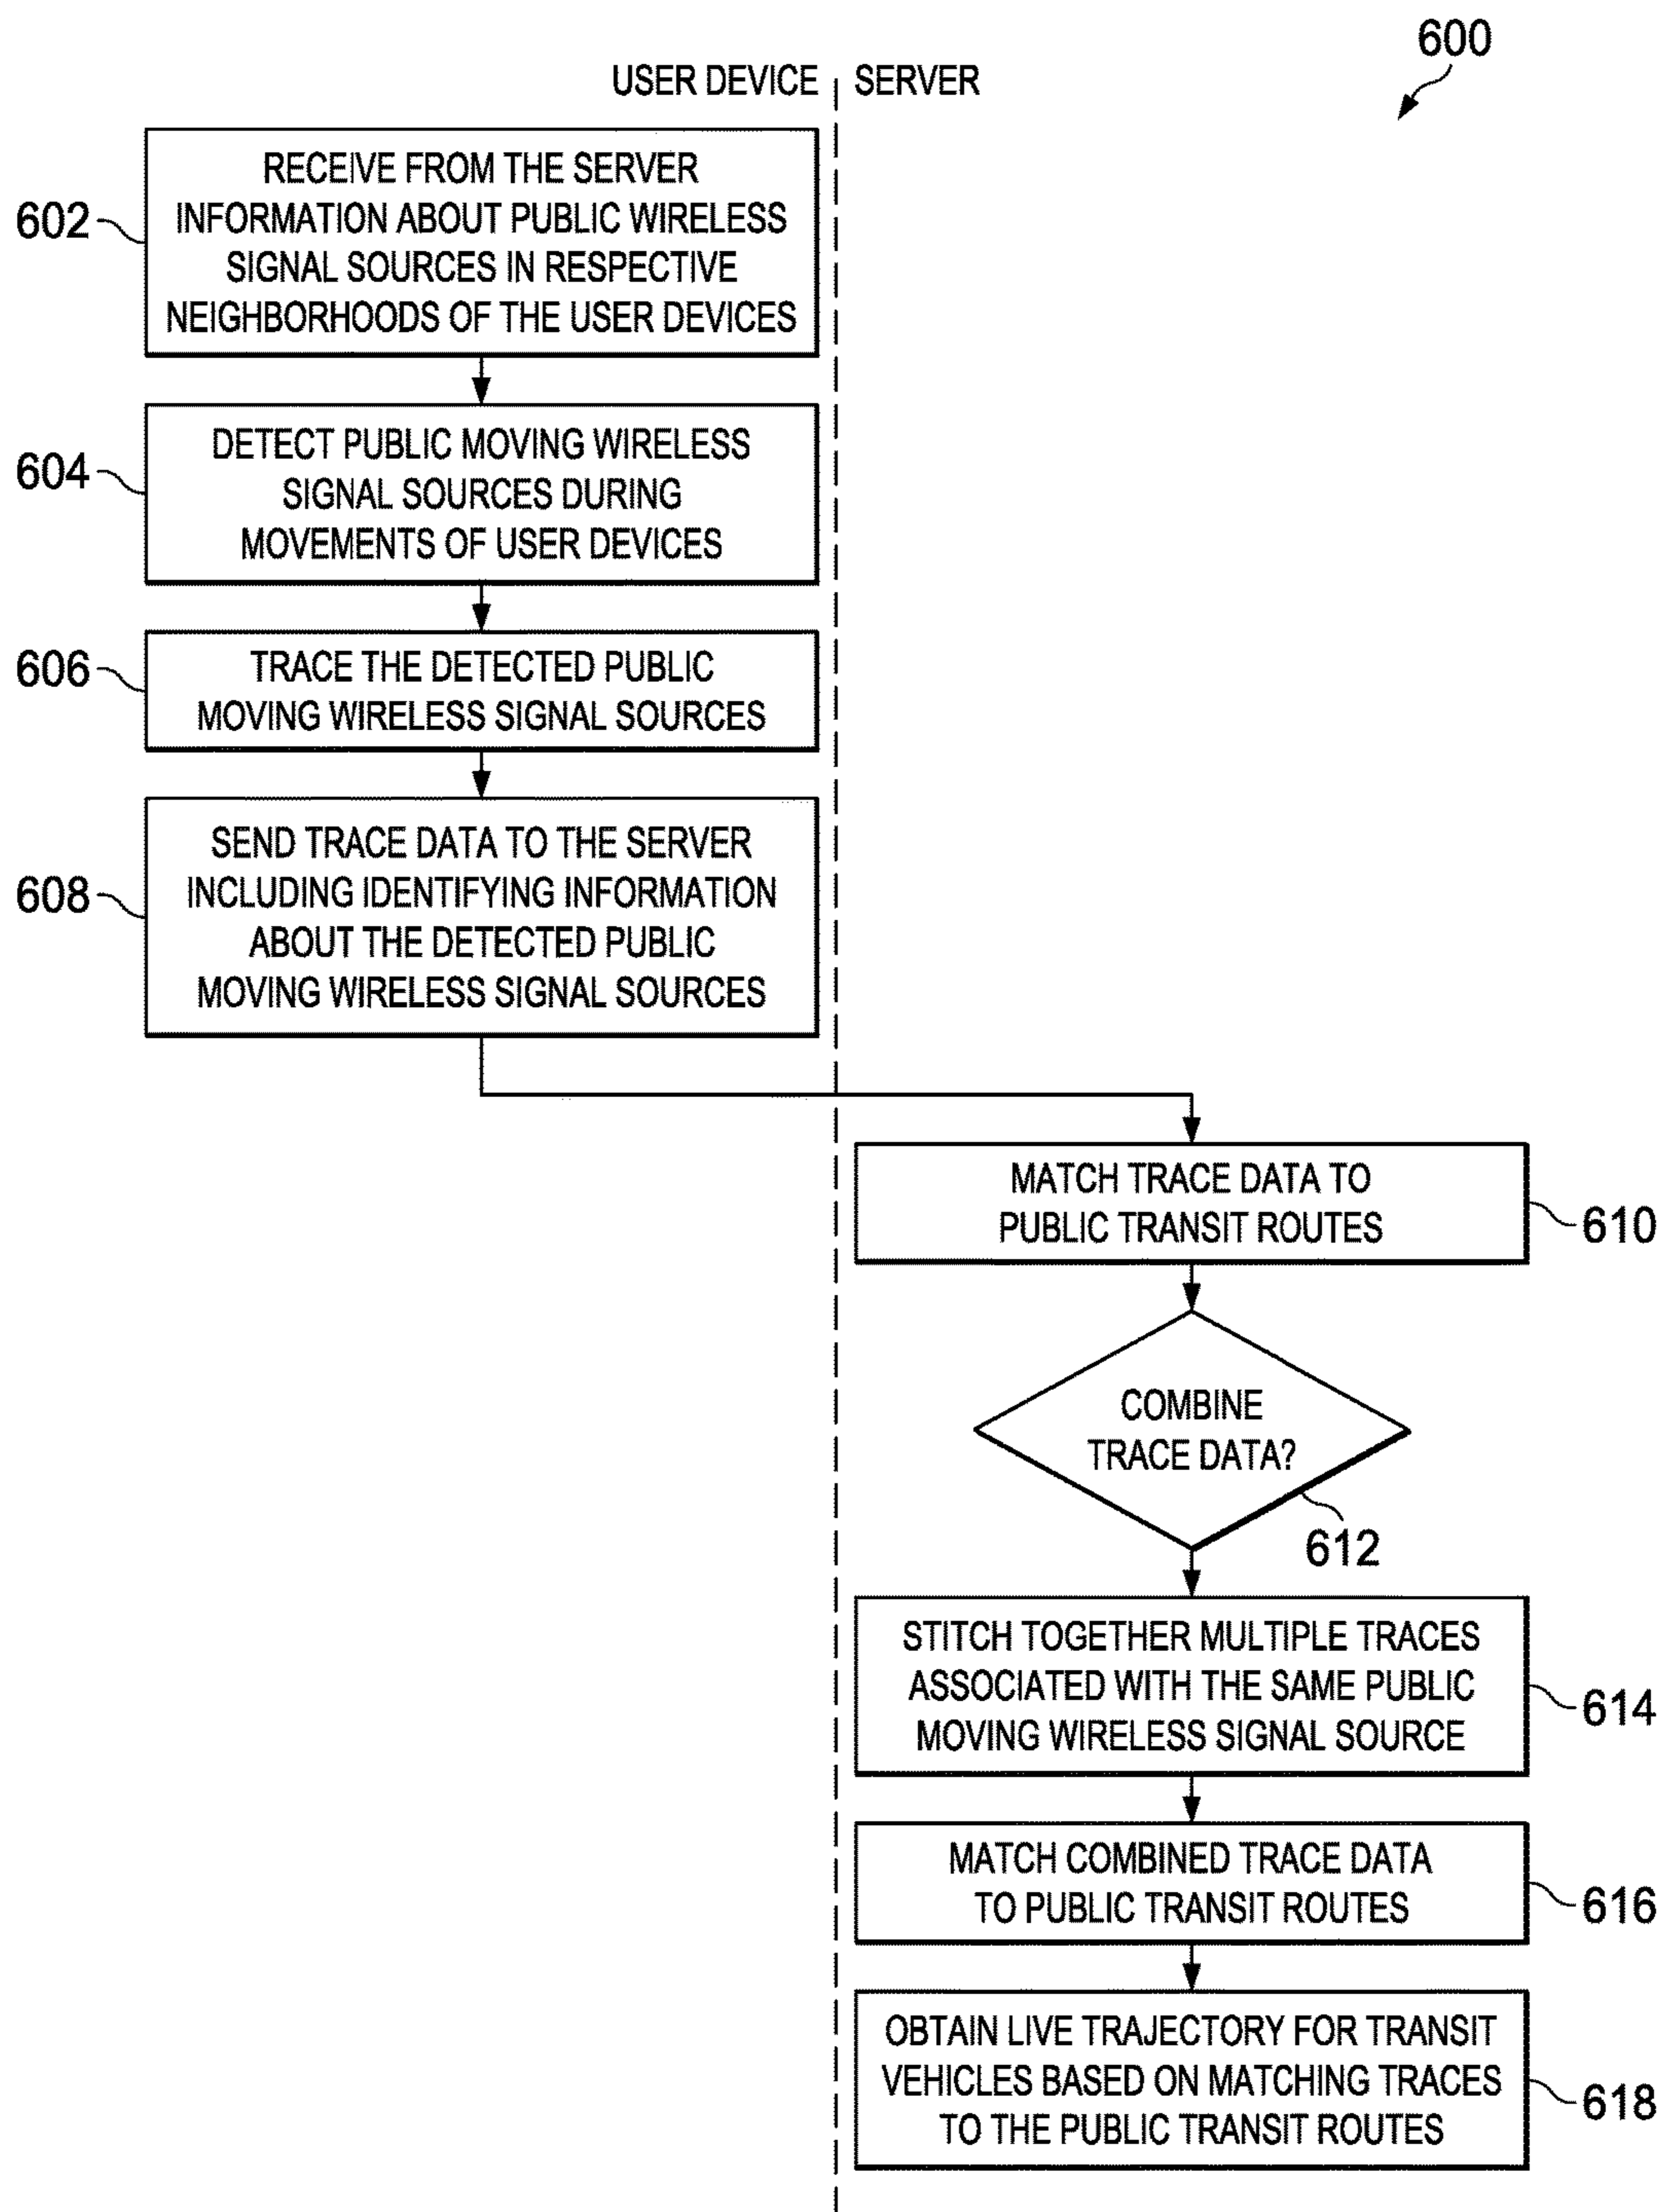 600
USER DEVICE
SERVER
602
RECEIVE FROM THE SERVER
INFORMATION ABOUT PUBLIC WIRELESS
SIGNAL SOURCES IN RESPECTIVE
NEIGHBORHOODS OF THE USER DEVICES
604
DETECT PUBLIC MOVING WIRELESS
SIGNAL SOURCES DURING
MOVEMENTS OF USER DEVICES
606
TRACE THE DETECTED PUBLIC
MOVING WIRELESS SIGNAL SOURCES
608
SEND TRACE DATA TO THE SERVER
INCLUDING IDENTIFYING INFORMATION
ABOUT THE DETECTED PUBLIC
MOVING WIRELESS SIGNAL SOURCES
MATCH TRACE DATA TO
PUBLIC TRANSIT ROUTES
610
COMBINE
TRACE DATA?
612
STITCH TOGETHER MULTIPLE TRACES
ASSOCIATED WITH THE SAME PUBLIC
MOVING WIRELESS SIGNAL SOURCE
614
MATCH COMBINED TRACE DATA
TO PUBLIC TRANSIT ROUTES
616
OBTAIN LIVE TRAJECTORY FOR TRANSIT
VEHICLES BASED ON MATCHING TRACES
TO THE PUBLIC TRANSIT ROUTES
618